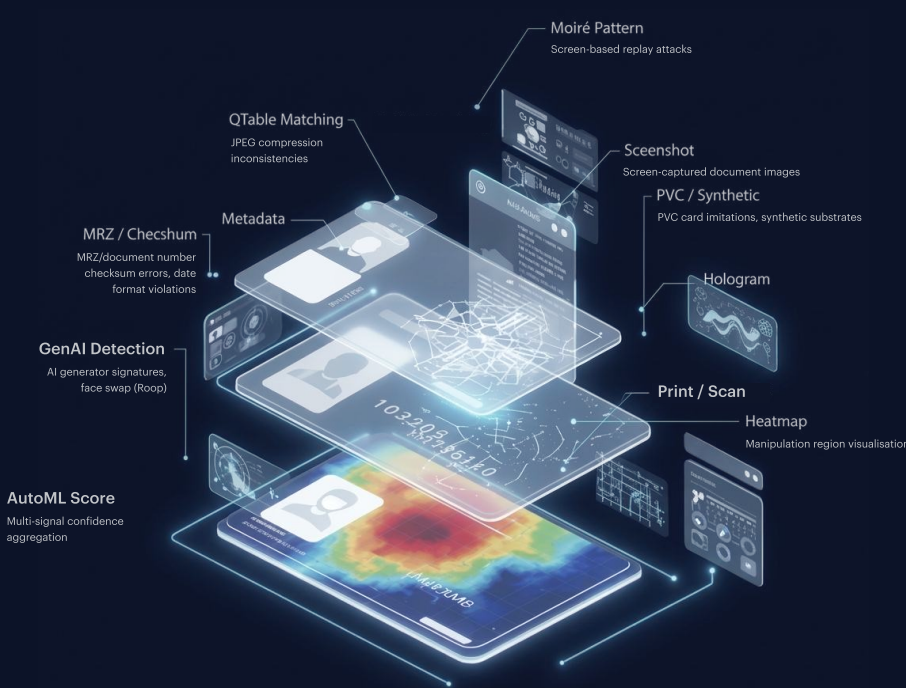 Moiré Pattern
Screen-based replay attacks
QTable Matching
JPEG compression
inconsistencies
Sceenshot
Screen-captured document images
PVC / Synthetic
PVC card imitations, synthetic substrates
Metadata
MRZ / Checshum
MRZ/document number
checksum errors, date
format violations
Hologram
GenAI Detection
AI generator signatures,
face swap (Roop)
Print / Scan
Heatmap
Manipulation region visualisation
AutoML Score
Multi-signal confidence
aggregation